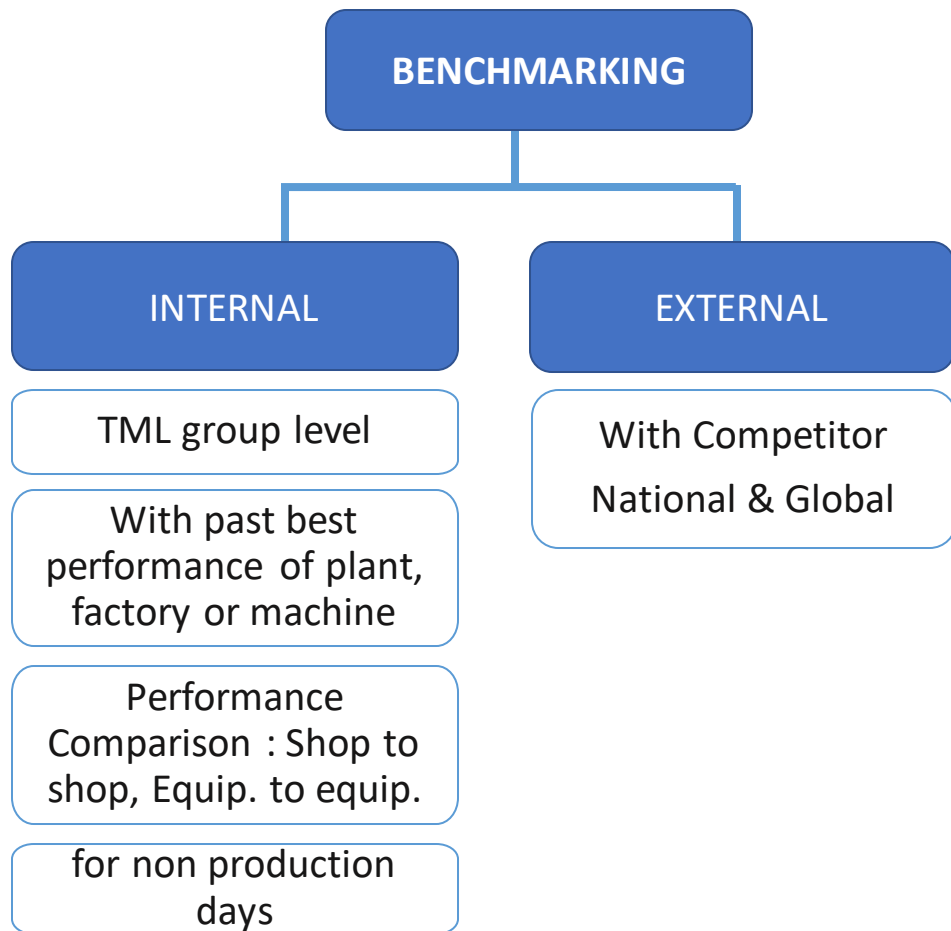 BENCHMARKING
INTERNAL
TML group level
With past best
performance of plant,
factory or machine
Performance
Comparison : Shop to
shop, Equip. to equip.
for non production
days
EXTERNAL
With Competitor
National & Global